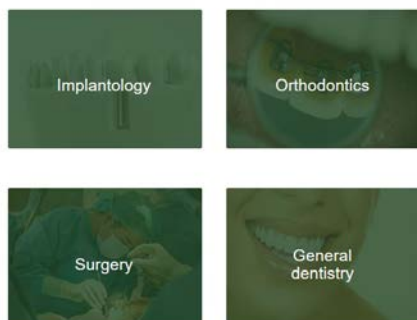 Implantology
Orthodontics
Surgery
General
dentistry